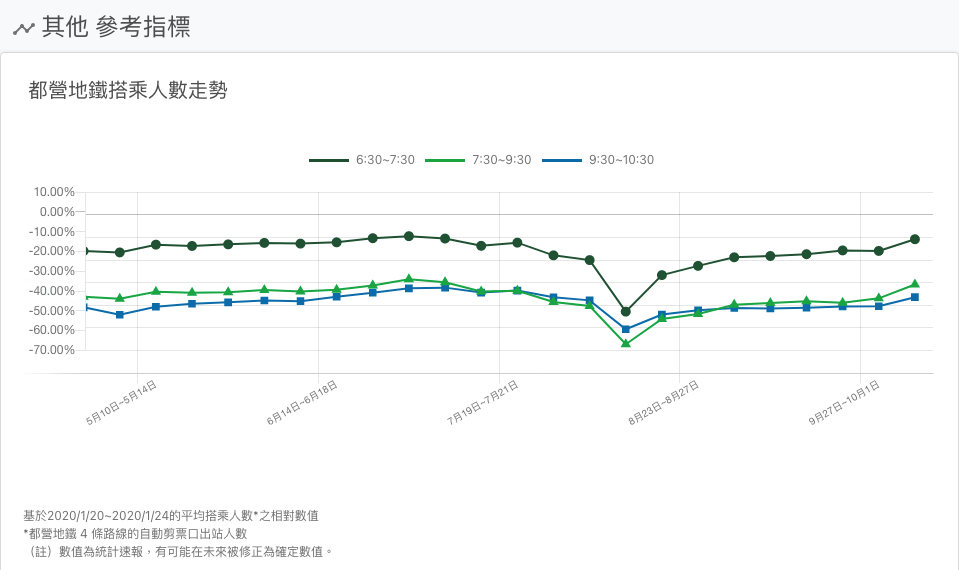 其他 參考指標
都營地鐵搭乘人數走勢
6:30~7:30 7:30~9:30 9:30~10:30
10.00%
0.00%
-10.00%
-20.00%
-30.00%
-40.00%
-50.00%
-60.00%
-70.00%
5月10日~5月14日 6月14日~6月18日 7月19日~7月21日 8月23日~8月27日 9月27日~10月1日
基於2020/1/20~2020/1/24的平均搭乘人數*之相對數值
*都營地鐵 4 條路線的自動剪票口出站人數
（註）數值為統計速報，有可能在未來被修正為確定數值。